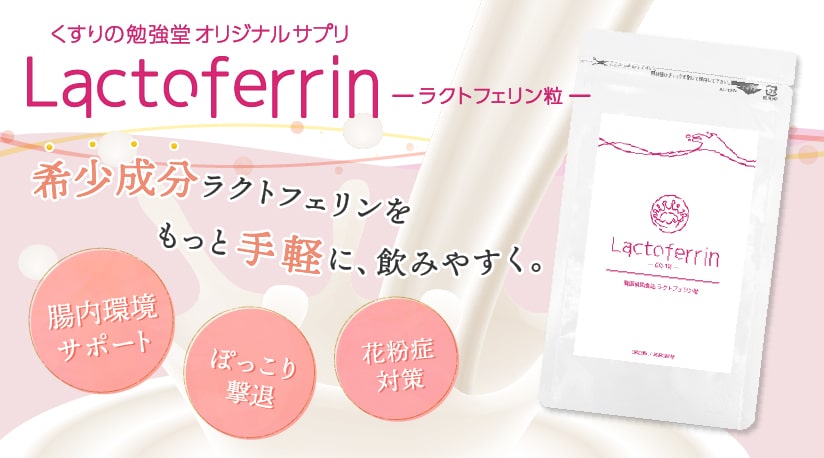 くすりの勉強堂 オリジナルサプリ
Lactoferrin
ーラクトフェリン粒ー
希少成分ラクトフェリンを
もっと手軽に、飲みやすく。
腸内環境
サポート
ぽっこり
撃退
花粉症
対策
Lactoferrin